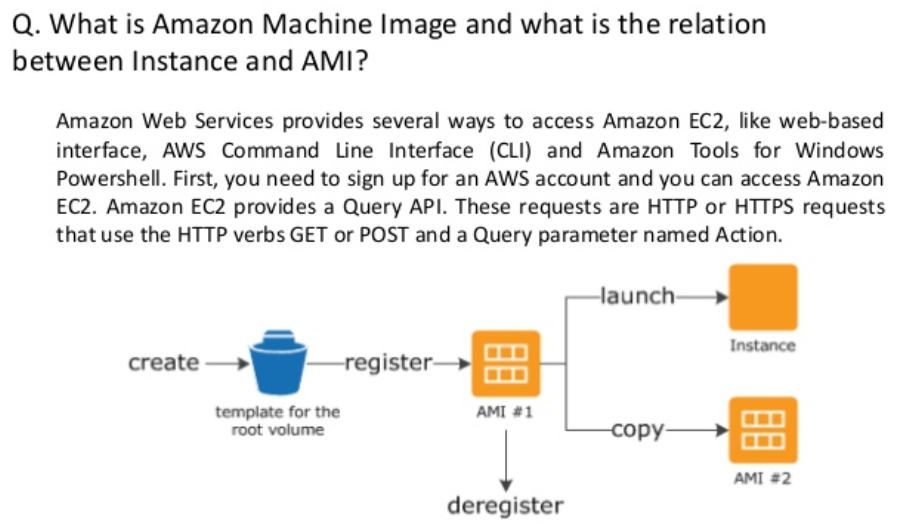 Q. What is Amazon Machine Image and what is the relation
between Instance and AMI?
Amazon Web Services provides several ways to access Amazon EC2, like web-based
interface, AWS Command Line Interface (CLI) and Amazon Tools for Windows
Powershell. First, you need to sign up for an AWS account and you can access Amazon
EC2. Amazon EC2 provides a Query API. These requests are HTTP or HTTPS requests
that use the HTTP verbs GET or POST and a Query parameter named Action.
launch
Instance
create
register
template for the
root volume
AMI #1
copy
AMI #2
deregister